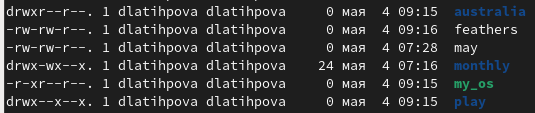 drwxr--r--. 1 dlatihpova dlatihpova 0 мая 4 09:15 australia
-rw-rw-r--. 1 dlatihpova dlatihpova 0 мая 4 09:16 feathers
-rw-rw-r--. 1 dlatihpova dlatihpova 0 мая 4 07:28 may
drwx-wx--x. 1 dlatihpova dlatihpova 24 мая 4 07:16 monthly
-r-xr--r--. 1 dlatihpova dlatihpova 0 мая 4 09:15 my_os
drwx--x--x. 1 dlatihpova dlatihpova 0 мая 4 09:15 play